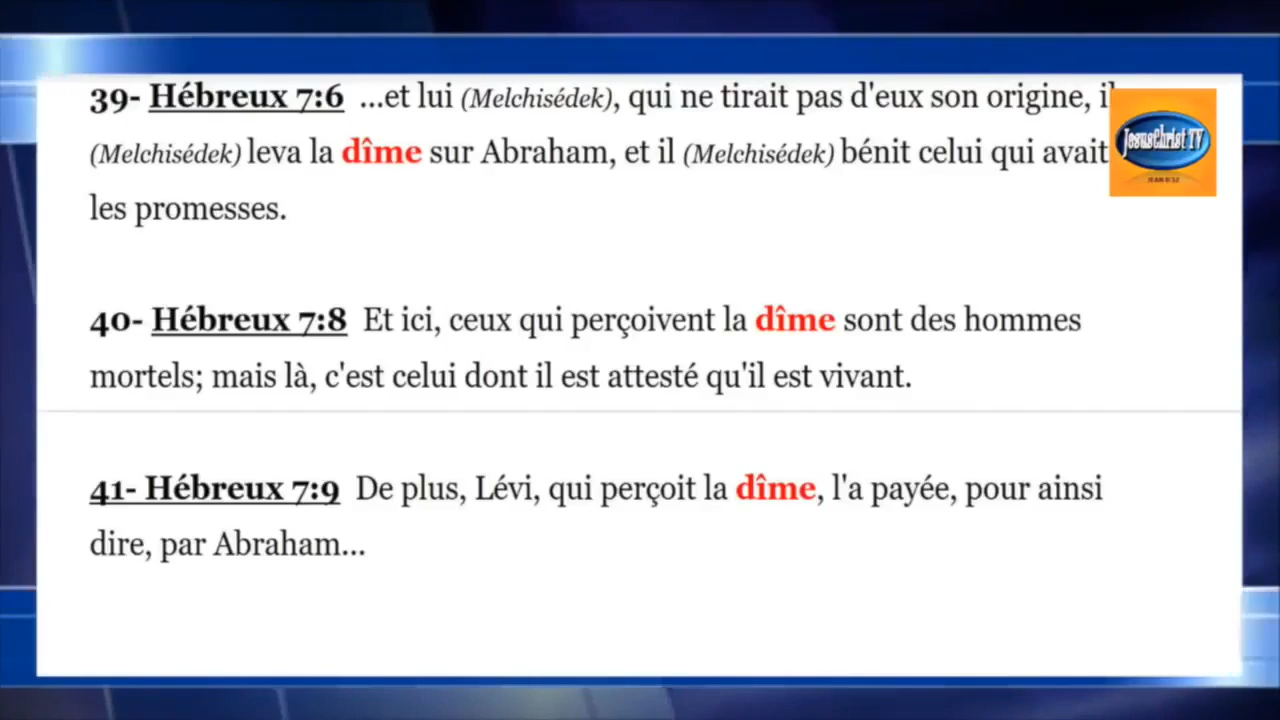 39- Hébreux 7:6 ...et lui (Melchisédek), qui ne tirait pas d'eux son origine, il
(Melchisédek) leva la dîme sur Abraham, et il (Melchisédek) bénit celui qui avait
les promesses.
JesusChrist TV
40- Hébreux 7:8 Et ici, ceux qui perçoivent la dîme sont des hommes
mortels; mais là, c'est celui dont il est attesté qu'il est vivant.
41- Hébreux 7:9 De plus, Lévi, qui perçoit la dîme, l'a payée, pour ainsi
dire, par Abraham...